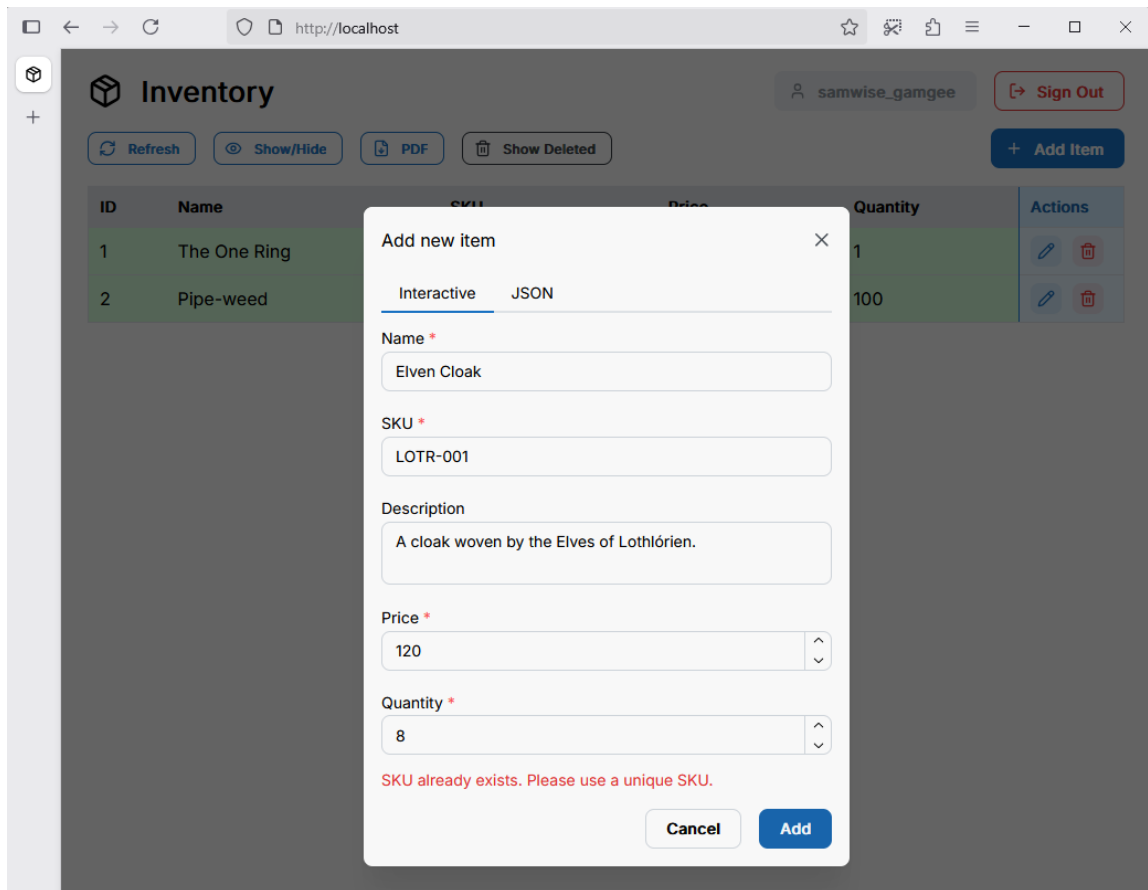 http://localhost
Inventory
samwise_gamgee
Sign Out
Refresh
Show/Hide
PDF
Show Deleted
+ Add Item
ID Name SKU Price Quantity Actions
1 The One Ring 1
2 Pipe-weed 100
Add new item
Interactive JSON
Name *
Elven Cloak
SKU *
LOTR-001
Description
A cloak woven by the Elves of Lothlórien.
Price *
120
Quantity *
8
SKU already exists. Please use a unique SKU.
Cancel Add